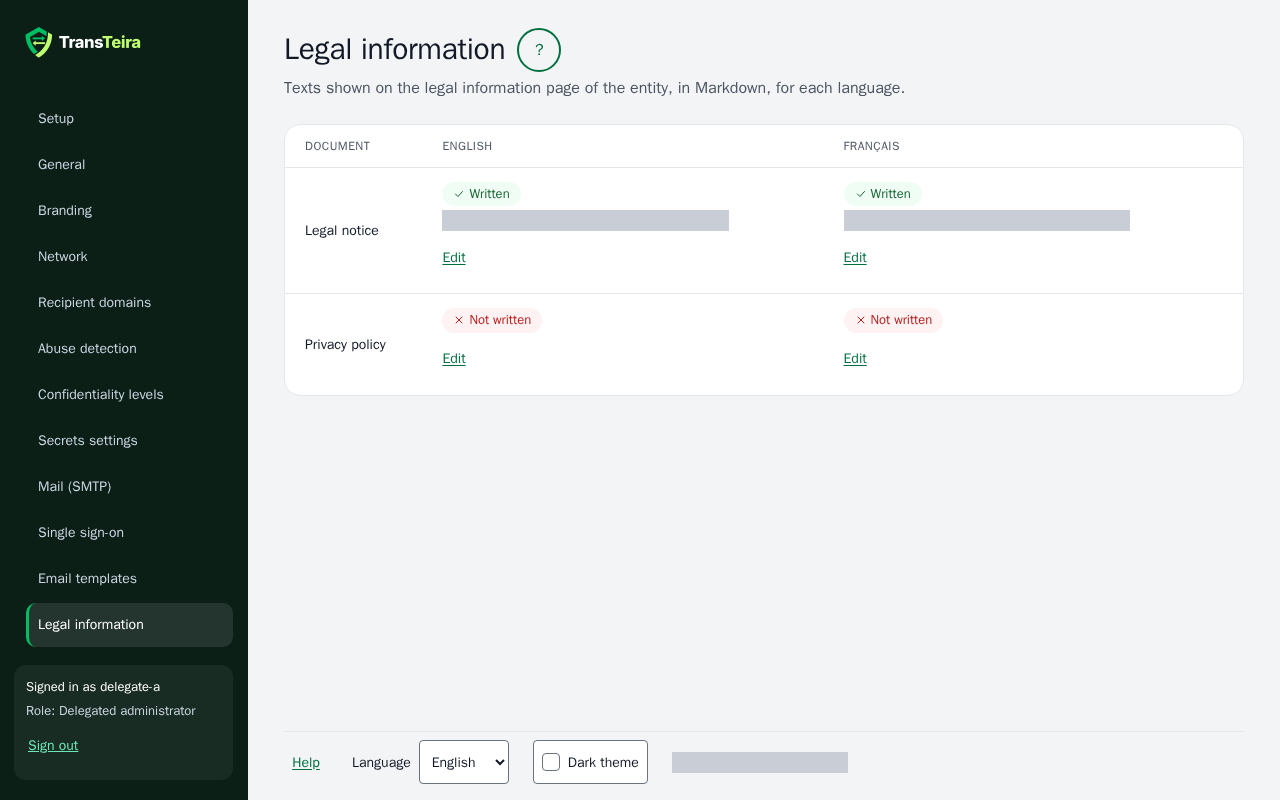 TransTeira
Setup
General
Branding
Network
Recipient domains
Abuse detection
Confidentiality levels
Secrets settings
Mail (SMTP)
Single sign-on
Email templates
Legal information
Signed in as delegate-a
Role: Delegated administrator
Sign out
Legal information ?
Texts shown on the legal information page of the entity, in Markdown, for each language.
DOCUMENT ENGLISH FRANÇAIS
Legal notice
Written
Edit
Written
Edit
Privacy policy
Not written
Edit
Not written
Edit
Help Language English Dark theme